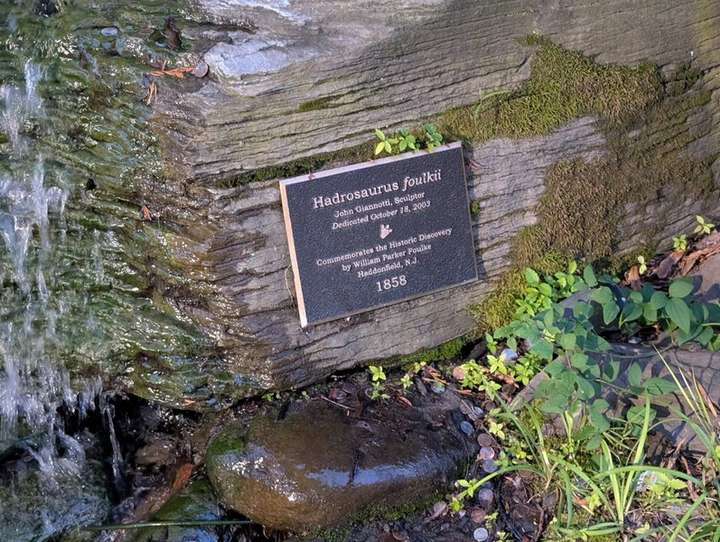 Hadrosaurus foulkii
John Giannotti, Sculptor
Dedicated October 18, 2003
Commemorates the Historic Discovery
by William Parker Foulke
Haddonfield, N.J.
1858